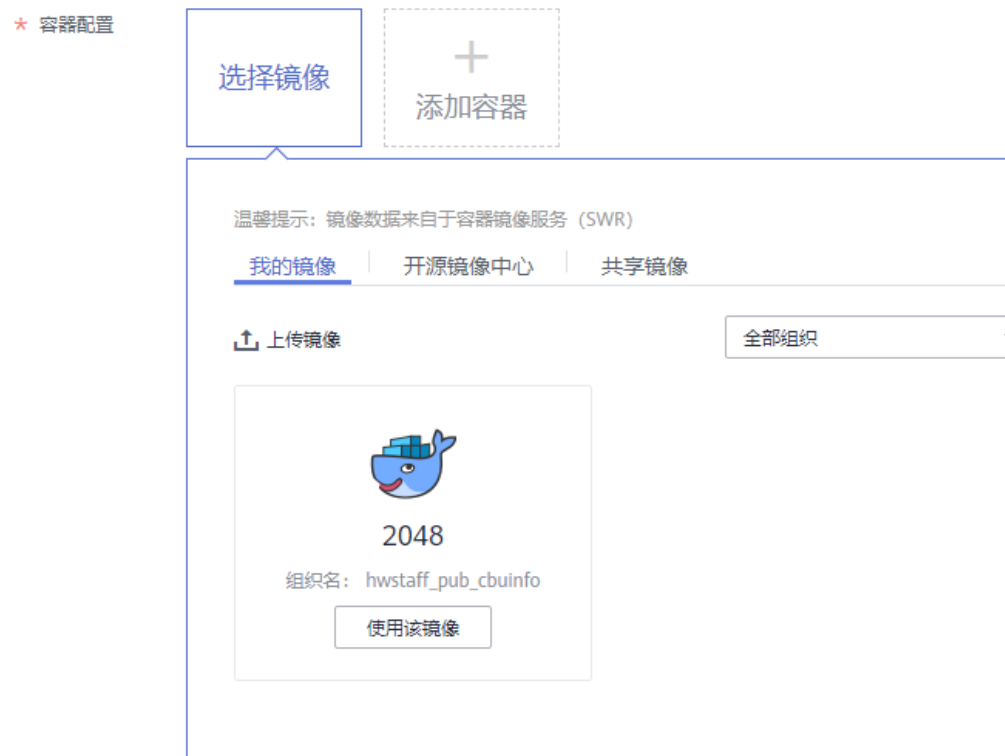 * 容器配置
选择镜像
添加容器
温馨提示：镜像数据来自于容器镜像服务（SWR）
我的镜像 开源镜像中心 共享镜像
上传镜像 全部组织
2048
组织名： hwstaff_pub_cbuinfo
使用该镜像